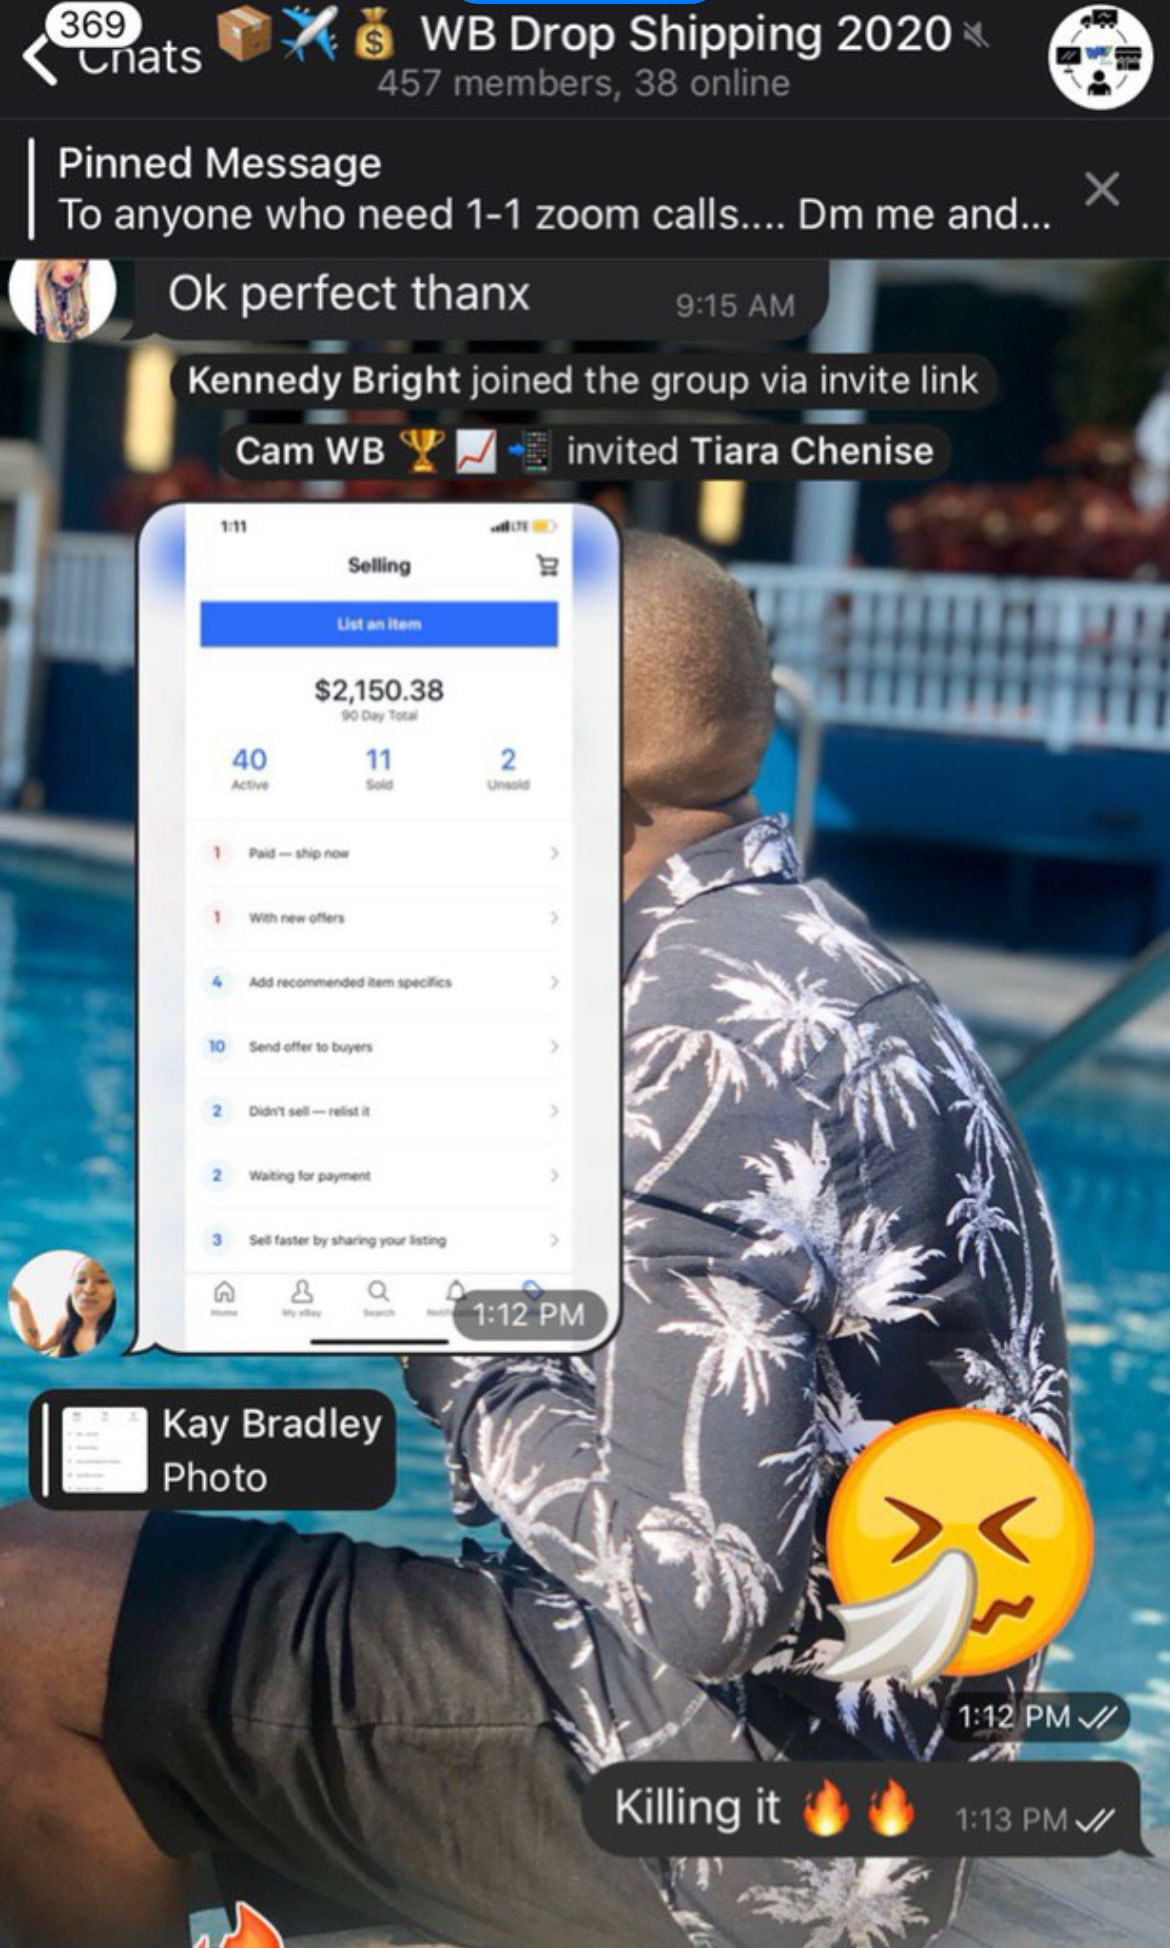 369
Chats
📦✈️💰 WB Drop Shipping 2020
457 members, 38 online
Pinned Message
To anyone who need 1-1 zoom calls.... Dm me and...
Ok perfect thanx 9:15 AM
Kennedy Bright joined the group via invite link
Cam WB 🏆📈📲 invited Tiara Chenise
1:11 LTE
Selling
List an Item
$2,150.38
90 Day Total
40 11 2
Active Sold Unsold
1 Paid — ship now
1 With new offers
4 Add recommended item specifics
10 Send offer to buyers
2 Didn't sell — relist it
2 Waiting for payment
3 Sell faster by sharing your listing
Home My eBay Search
1:12 PM
Kay Bradley
Photo
1:12 PM
Killing it 🔥🔥 1:13 PM